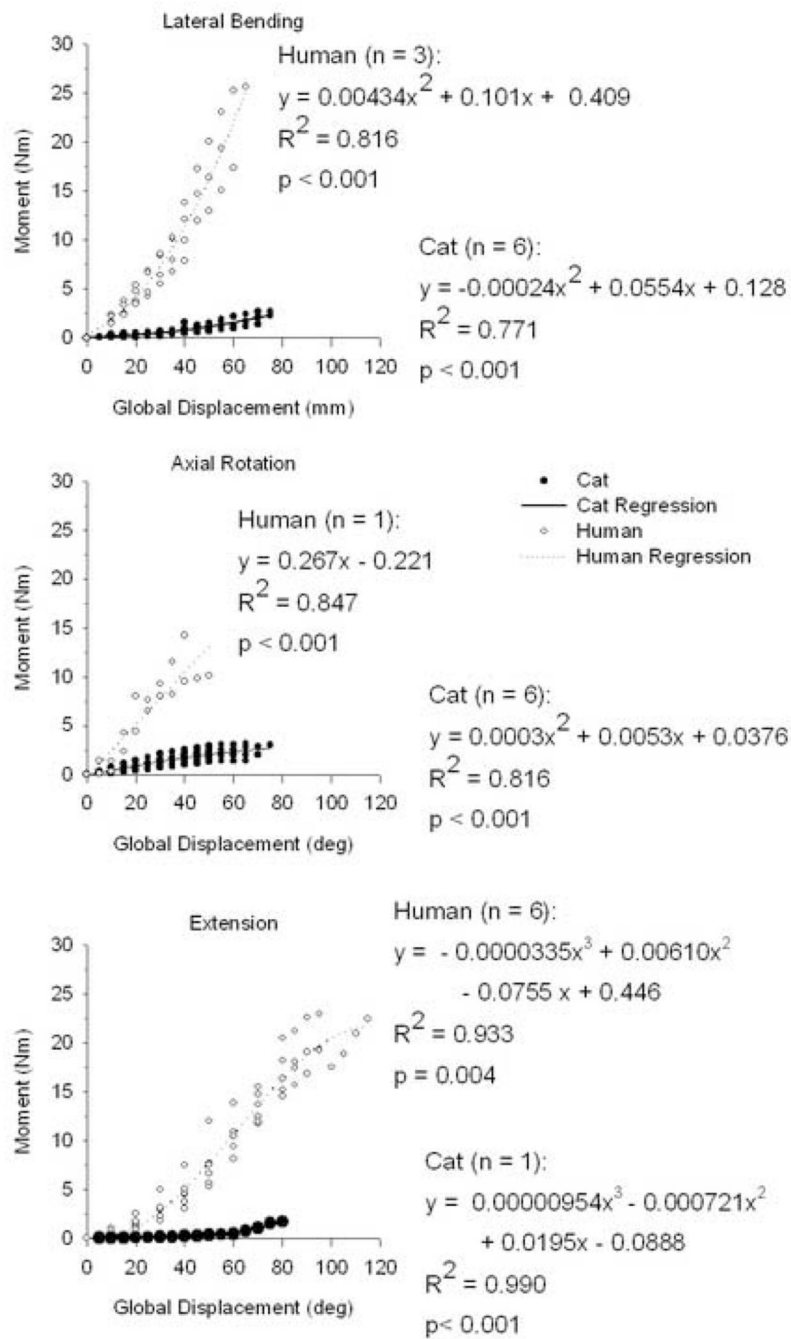 Lateral Bending
Human (n = 3):
y = 0.00434x² + 0.101x + 0.409
R² = 0.816
p < 0.001
Cat (n = 6):
y = -0.00024x² + 0.0554x + 0.128
R² = 0.771
p < 0.001
30
25
20
15
10
5
0
Moment (Nm)
0 20 40 60 80 100 120
Global Displacement (mm)
Axial Rotation
Human (n = 1):
y = 0.267x - 0.221
R² = 0.847
p < 0.001
Cat
Cat Regression
Human
Human Regression
Cat (n = 6):
y = 0.0003x² + 0.0053x + 0.0376
R² = 0.816
p < 0.001
30
25
20
15
10
5
0
Moment (Nm)
0 20 40 60 80 100 120
Global Displacement (deg)
Extension
Human (n = 6):
y = - 0.0000335x³ + 0.00610x²
- 0.0755 x + 0.446
R² = 0.933
p = 0.004
Cat (n = 1):
y = 0.00000954x³ - 0.000721x²
+ 0.0195x - 0.0888
R² = 0.990
p< 0.001
30
25
20
15
10
5
0
Moment (Nm)
0 20 40 60 80 100 120
Global Displacement (deg)